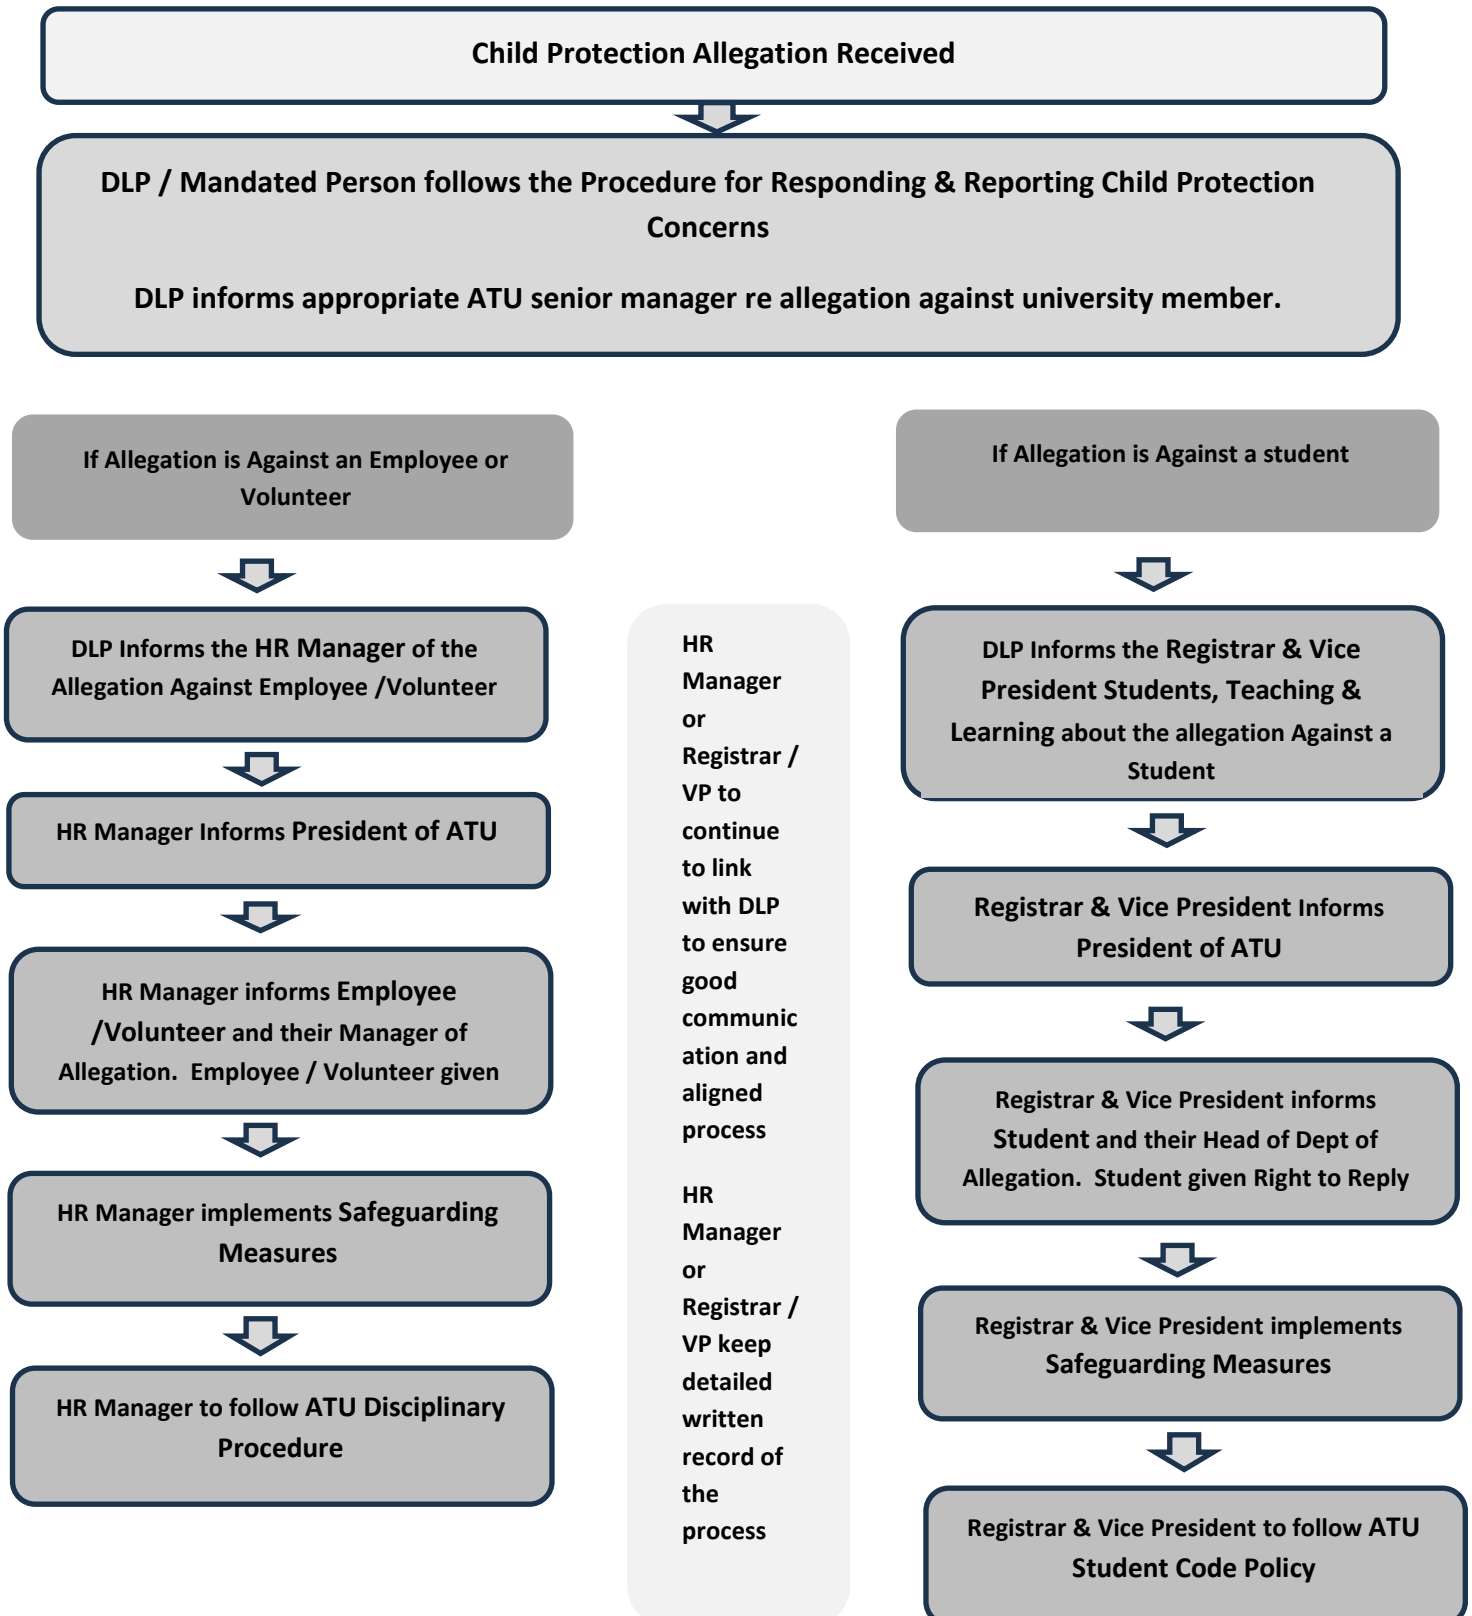 Child Protection Allegation Received
DLP / Mandated Person follows the Procedure for Responding & Reporting Child Protection
Concerns
DLP informs appropriate ATU senior manager re allegation against university member.
If Allegation is Against an Employee or
Volunteer
DLP Informs the HR Manager of the
Allegation Against Employee /Volunteer
HR Manager Informs President of ATU
HR Manager informs Employee
/Volunteer and their Manager of
Allegation.  Employee / Volunteer given
HR Manager implements Safeguarding
Measures
HR Manager to follow ATU Disciplinary
Procedure
HR
Manager
or
Registrar /
VP to
continue
to link
with DLP
to ensure
good
communic
ation and
aligned
process
HR
Manager
or
Registrar /
VP keep
detailed
written
record of
the
process
If Allegation is Against a student
DLP Informs the Registrar & Vice
President Students, Teaching &
Learning about the allegation Against a
Student
Registrar & Vice President Informs
President of ATU
Registrar & Vice President informs
Student and their Head of Dept of
Allegation.  Student given Right to Reply
Registrar & Vice President implements
Safeguarding Measures
Registrar & Vice President to follow ATU
Student Code Policy